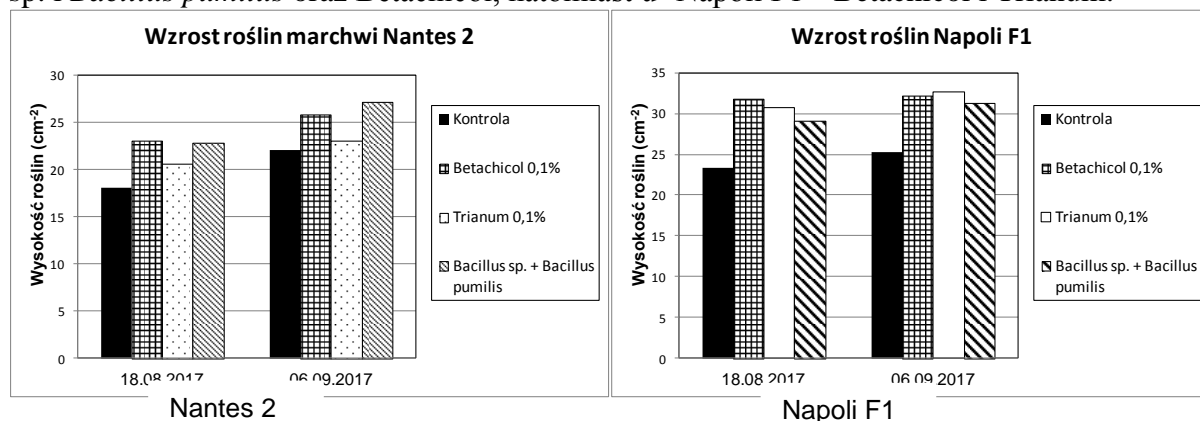 sp. i Bacillus pumilus oraz Betachicol, natomiast u Napoli F1 – Betachicol i Trianum.
Wzrost roślin marchwi Nantes 2
Wysokość roślin (cm-2)
30
25
20
15
10
5
0
18.08.2017
06.09.2017
Kontrola
Betachicol 0,1%
Trianum 0,1%
Bacillus sp. + Bacillus
pumilis
Nantes 2
Wzrost roślin Napoli F1
Wysokość roślin (cm-2)
35
30
25
20
15
10
5
0
18.08.2017
06.09.2017
Kontrola
Betachicol 0,1%
Trianum 0,1%
Bacillus sp. + Bacillus
pumilis
Napoli F1